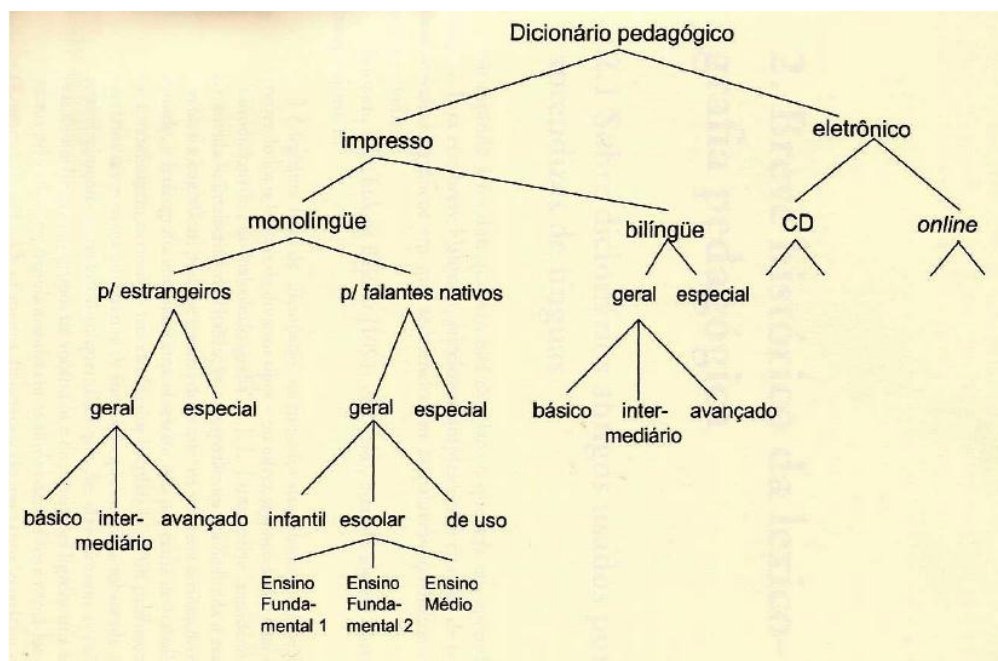 Dicionário pedagógico
impresso
eletrônico
monolíngüe
bilíngüe
CD
online
p/ estrangeiros
p/ falantes nativos
geral
especial
geral
especial
geral
especial
básico
inter-
mediário
avançado
básico
inter-
mediário
avançado
infantil
escolar
de uso
Ensino
Funda-
mental 1
Ensino
Funda-
mental 2
Ensino
Médio